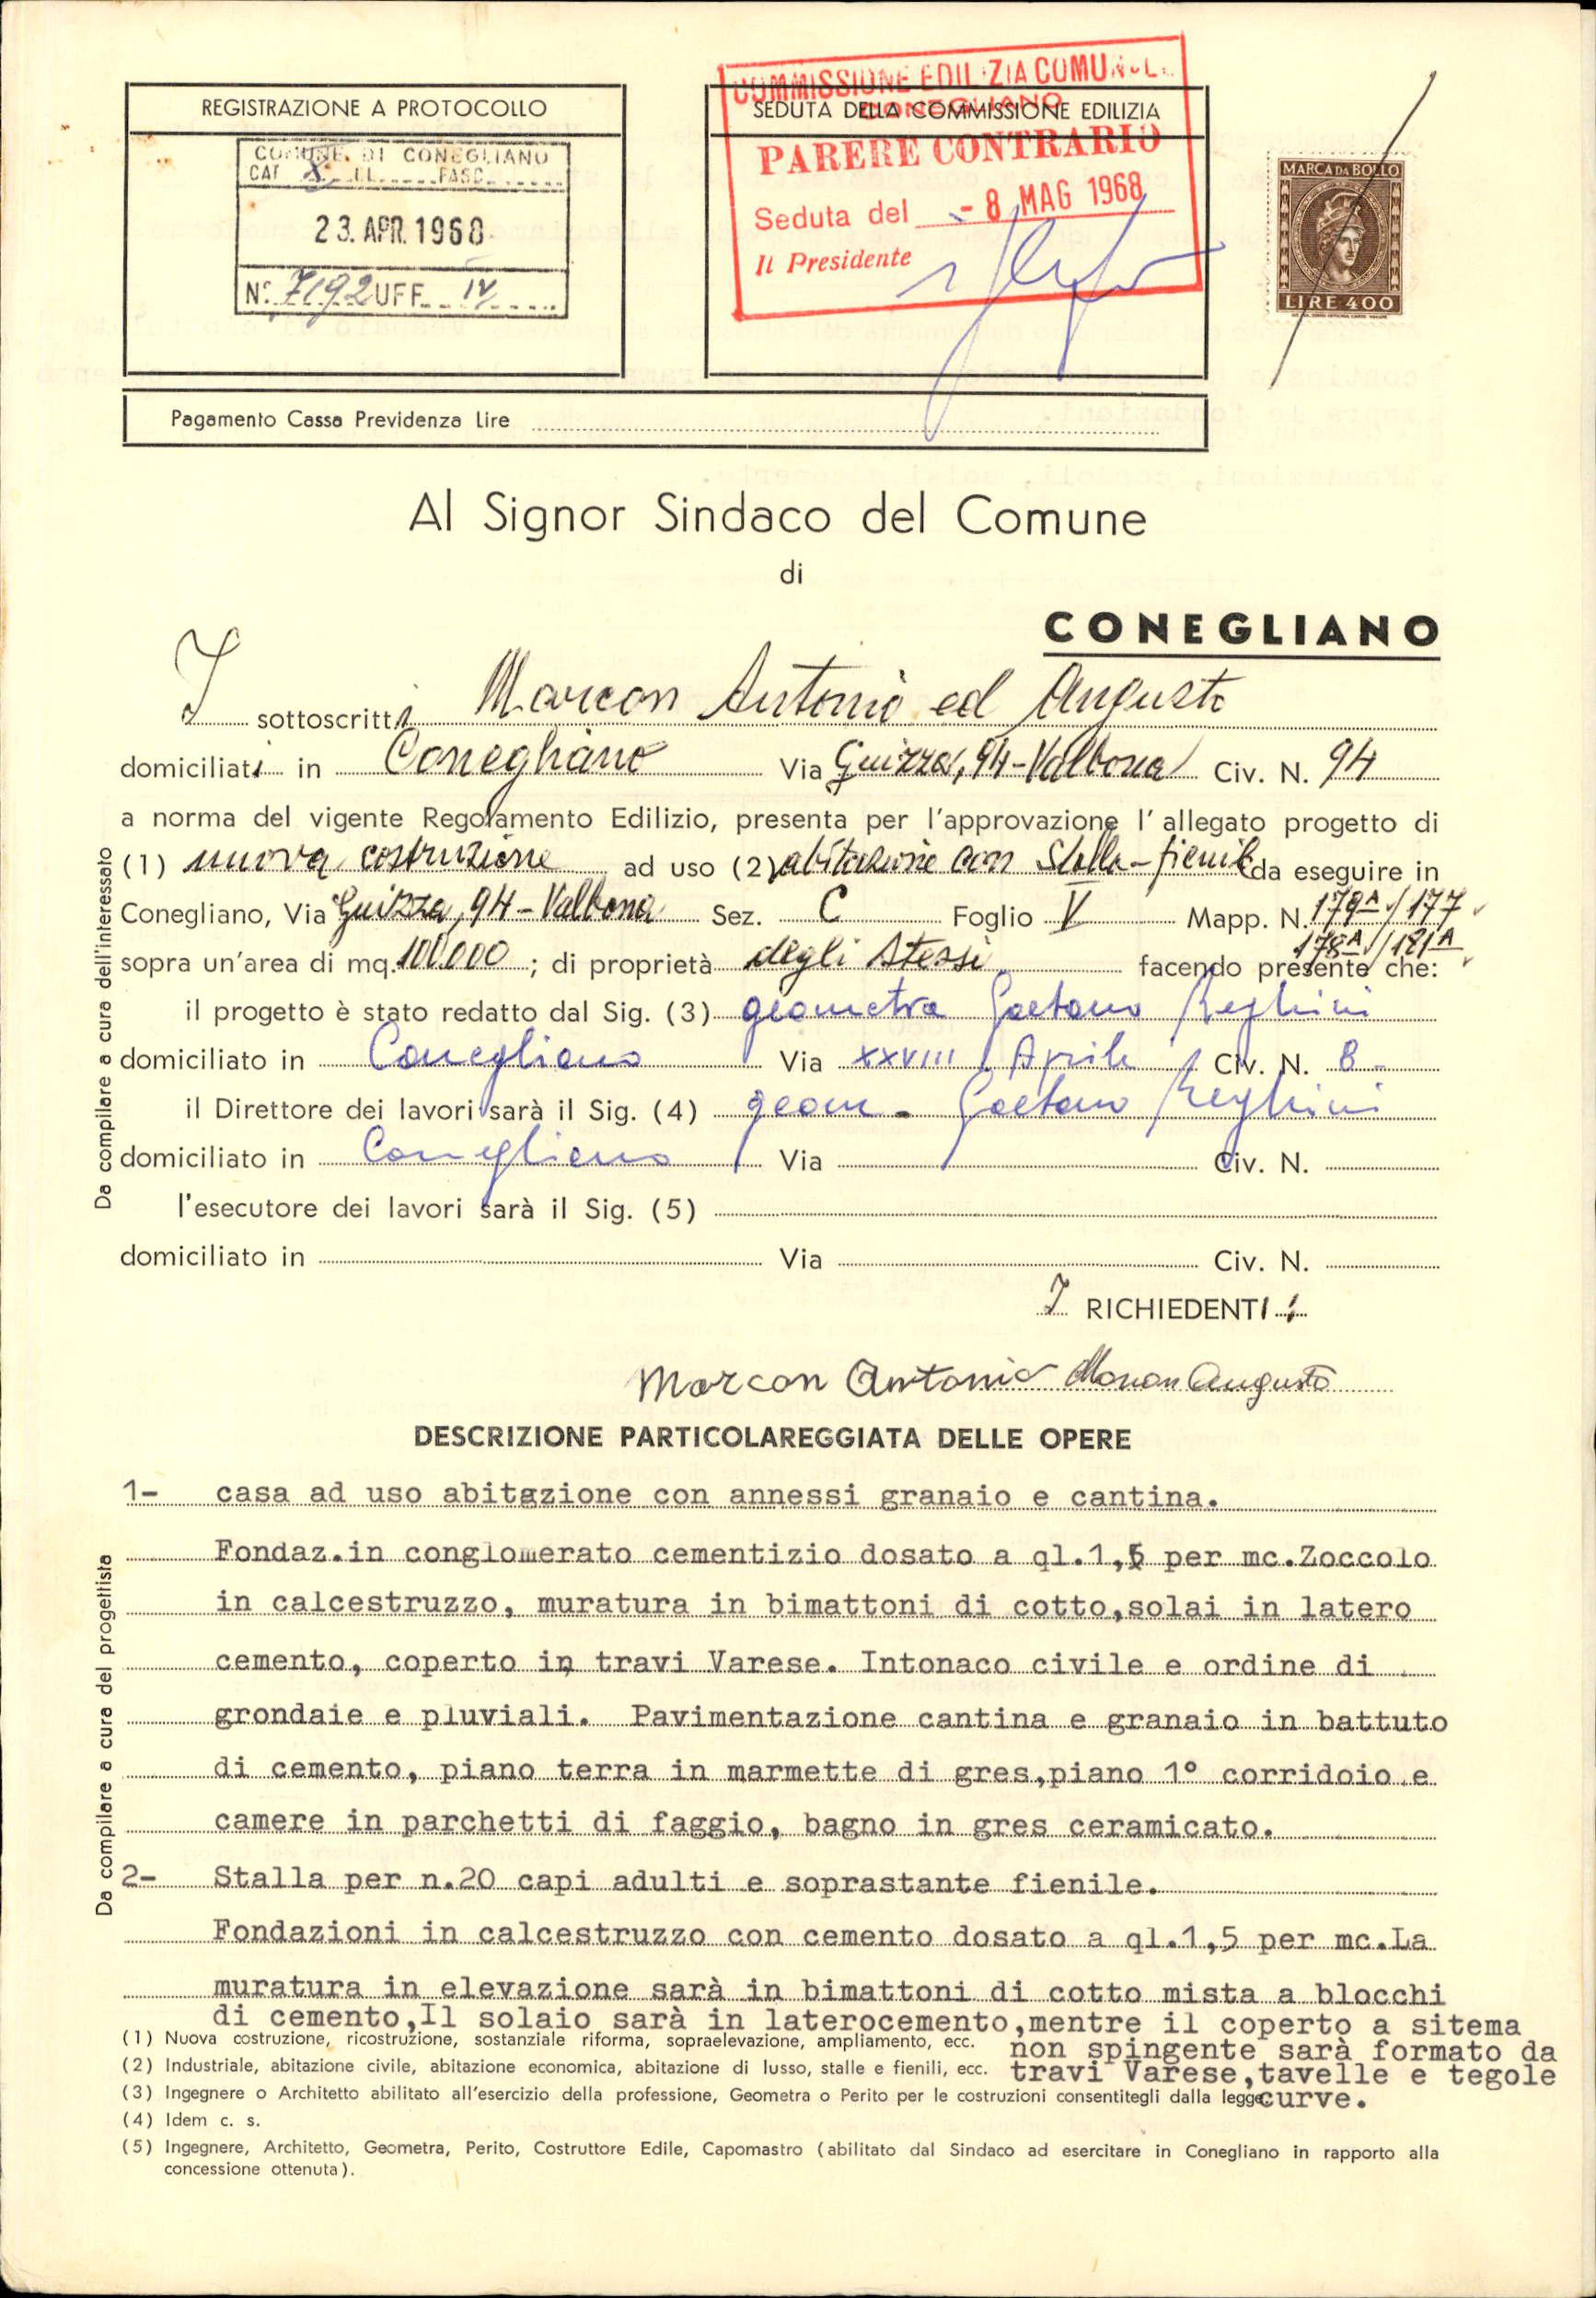 REGISTRAZIONE A PROTOCOLLO
COMUNE DI CONEGLIANO
CAT X CL. FASC.
23. APR. 1968
N° 7192 UFF. IV
COMMISSIONE EDILIZIA COMUNALE
CONEGLIANO
SEDUTA DELLA COMMISSIONE EDILIZIA
PARERE CONTRARIO
Seduta del - 8 MAG 1968
Il Presidente
MARCA DA BOLLO
LIRE 400
Pagamento Cassa Previdenza Lire
Al Signor Sindaco del Comune
di
CONEGLIANO
I sottoscritti Marcon Antonio ed Augusto
domiciliati in Conegliano Via Guizza, 94 - Valbona Civ. N. 94
a norma del vigente Regolamento Edilizio, presenta per l'approvazione l'allegato progetto di
(1) nuova costruzione ad uso (2) abitazione con Stalla - fienile da eseguire in
Conegliano, Via Guizza, 94 - Valbona Sez. C Foglio V Mapp. N. 179A / 177
178A / 181A
sopra un'area di mq. 100.000 ; di proprietà degli Stessi facendo presente che:
il progetto è stato redatto dal Sig. (3) geometra Gaetano Reghini
domiciliato in Conegliano Via XXVIII Aprile Civ. N. 8 -
il Direttore dei lavori sarà il Sig. (4) geom. Gaetano Reghini
domiciliato in Conegliano Via Civ. N.
l'esecutore dei lavori sarà il Sig. (5)
domiciliato in Via Civ. N.
I RICHIEDENTI :
Marcon Antonio Marcon Augusto
DESCRIZIONE PARTICOLAREGGIATA DELLE OPERE
Da compilare a cura dell'interessato
1- casa ad uso abitazione con annessi granaio e cantina.
Fondaz.in conglomerato cementizio dosato a ql.1,5 per mc.Zoccolo
in calcestruzzo, muratura in bimattoni di cotto,solai in latero
cemento, coperto in travi Varese. Intonaco civile e ordine di
grondaie e pluviali. Pavimentazione cantina e granaio in battuto
di cemento, piano terra in marmette di gres,piano 1° corridoio e
camere in parchetti di faggio, bagno in gres ceramicato.
2- Stalla per n.20 capi adulti e soprastante fienile.
Fondazioni in calcestruzzo con cemento dosato a ql.1,5 per mc.La
muratura in elevazione sarà in bimattoni di cotto mista a blocchi
di cemento,Il solaio sarà in laterocemento,mentre il coperto a sitema
non spingente sarà formato da
travi Varese,tavelle e tegole
curve.
Da compilare a cura del progettista
(1) Nuova costruzione, ricostruzione, sostanziale riforma, sopraelevazione, ampliamento, ecc.
(2) Industriale, abitazione civile, abitazione economica, abitazione di lusso, stalle e fienili, ecc.
(3) Ingegnere o Architetto abilitato all'esercizio della professione, Geometra o Perito per le costruzioni consentitegli dalla legge
(4) Idem c. s.
(5) Ingegnere, Architetto, Geometra, Perito, Costruttore Edile, Capomastro (abilitato dal Sindaco ad esercitare in Conegliano in rapporto alla
concessione ottenuta).